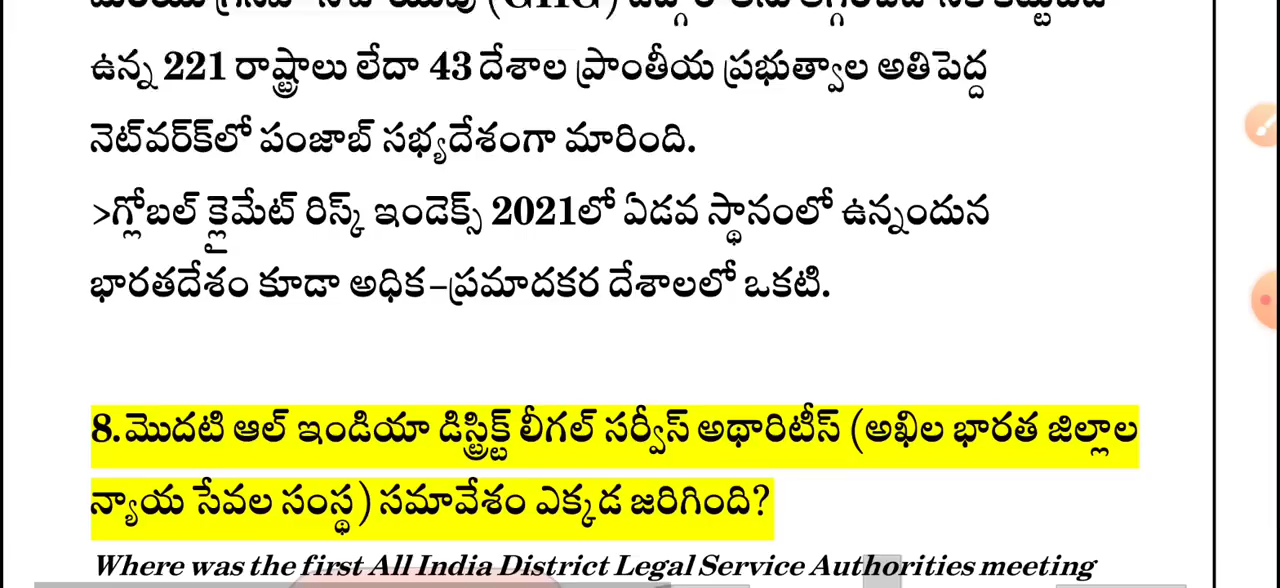 (GHG)
ఉన్న 221 రాష్ట్రాలు లేదా 43 దేశాల ప్రాంతీయ ప్రభుత్వాల అతిపెద్ద
నెట్‌వర్క్‌లో పంజాబ్ సభ్యదేశంగా మారింది.
>గ్లోబల్ క్లైమేట్ రిస్క్ ఇండెక్స్ 2021లో ఏడవ స్థానంలో ఉన్నందున
భారతదేశం కూడా అధిక-ప్రమాదకర దేశాలలో ఒకటి.
8.మొదటి ఆల్ ఇండియా డిస్ట్రిక్ట్ లీగల్ సర్వీస్ అథారిటీస్ (అఖిల భారత జిల్లాల
న్యాయ సేవల సంస్థ) సమావేశం ఎక్కడ జరిగింది?
Where was the first All India District Legal Service Authorities meeting